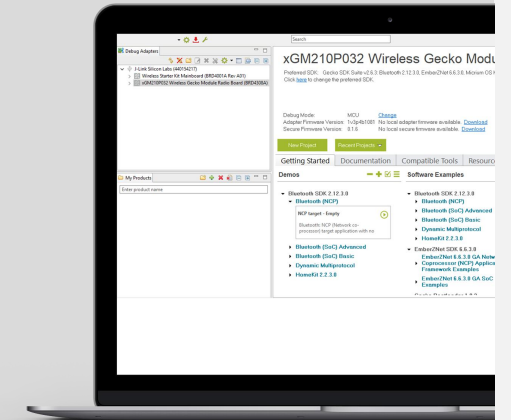 Search
Debug Adapters
J-Link Silicon Labs (440154217)
Wireless Starter Kit Mainboard (BRD4001A Rev A01)
xGM210P032 Wireless Gecko Module Radio Board (BRD4308A)
My Products
Enter product name
xGM210P032 Wireless Gecko Modu
Preferred SDK: Gecko SDK Suite v2.6.3: Bluetooth 2.12.3.0, EmberZNet 6.6.3.0, Micrium OS K
Click here to change the preferred SDK.
Debug Mode: MCU Change
Adapter Firmware Version: 1v3p4b1081 No local adapter firmware available. Download
Secure Firmware Version: No local secure firmware available. Download
New Project Recent Projects
Getting Started Documentation Compatible Tools Resourc
Demos
Bluetooth SDK 2.12.3.0
Bluetooth (NCP)
NCP target - Empty
Bluetooth: NCP (Network co-
processor) target application with no
Bluetooth (SoC) Advanced
Bluetooth (SoC) Basic
Dynamic Multiprotocol
HomeKit 2.2.3.0
Software Examples
Bluetooth SDK 2.12.3.0
Bluetooth (NCP)
Bluetooth (SoC) Advanced
Bluetooth (SoC) Basic
Dynamic Multiprotocol
HomeKit 2.2.3.0
EmberZNet SDK 6.6.3.0
EmberZNet 6.6.3.0 GA Netw
Coprocessor (NCP) Applica
Framework Examples
EmberZNet 6.6.3.0 GA SoC
Examples